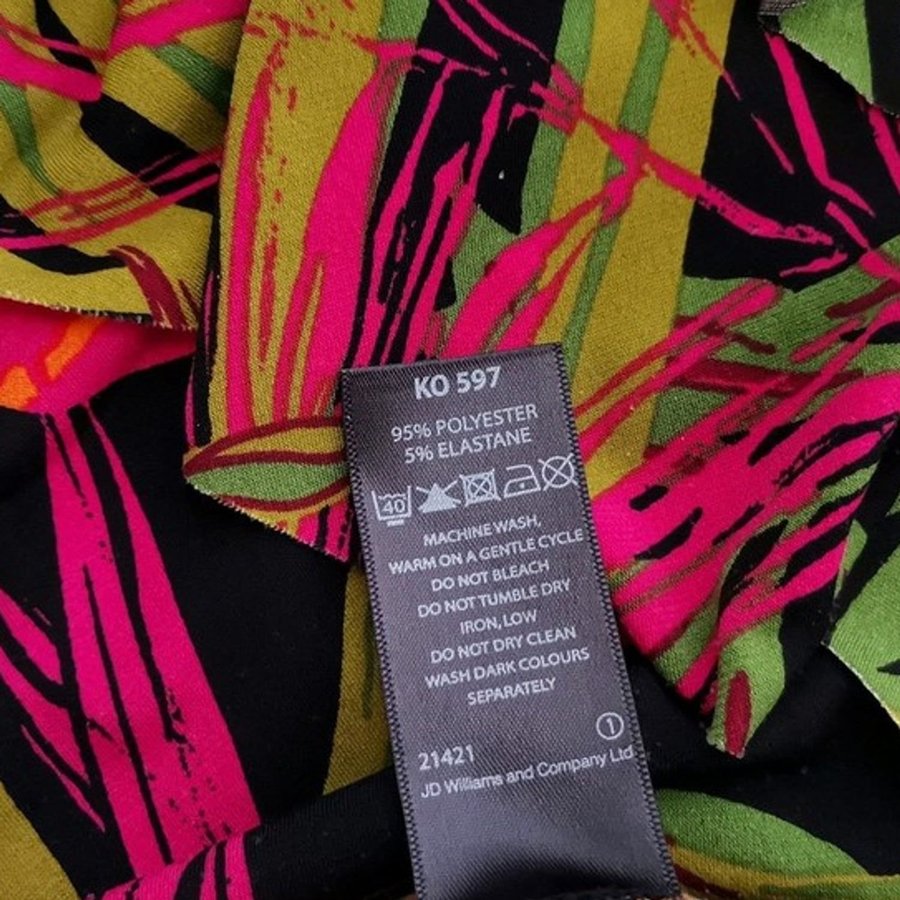 KO 597
95% POLYESTER
5% ELASTANE
40
MACHINE WASH,
WARM ON A GENTLE CYCLE
DO NOT BLEACH
DO NOT TUMBLE DRY
IRON, LOW
DO NOT DRY CLEAN
WASH DARK COLOURS
SEPARATELY
1
21421
JD Williams and Company Ltd